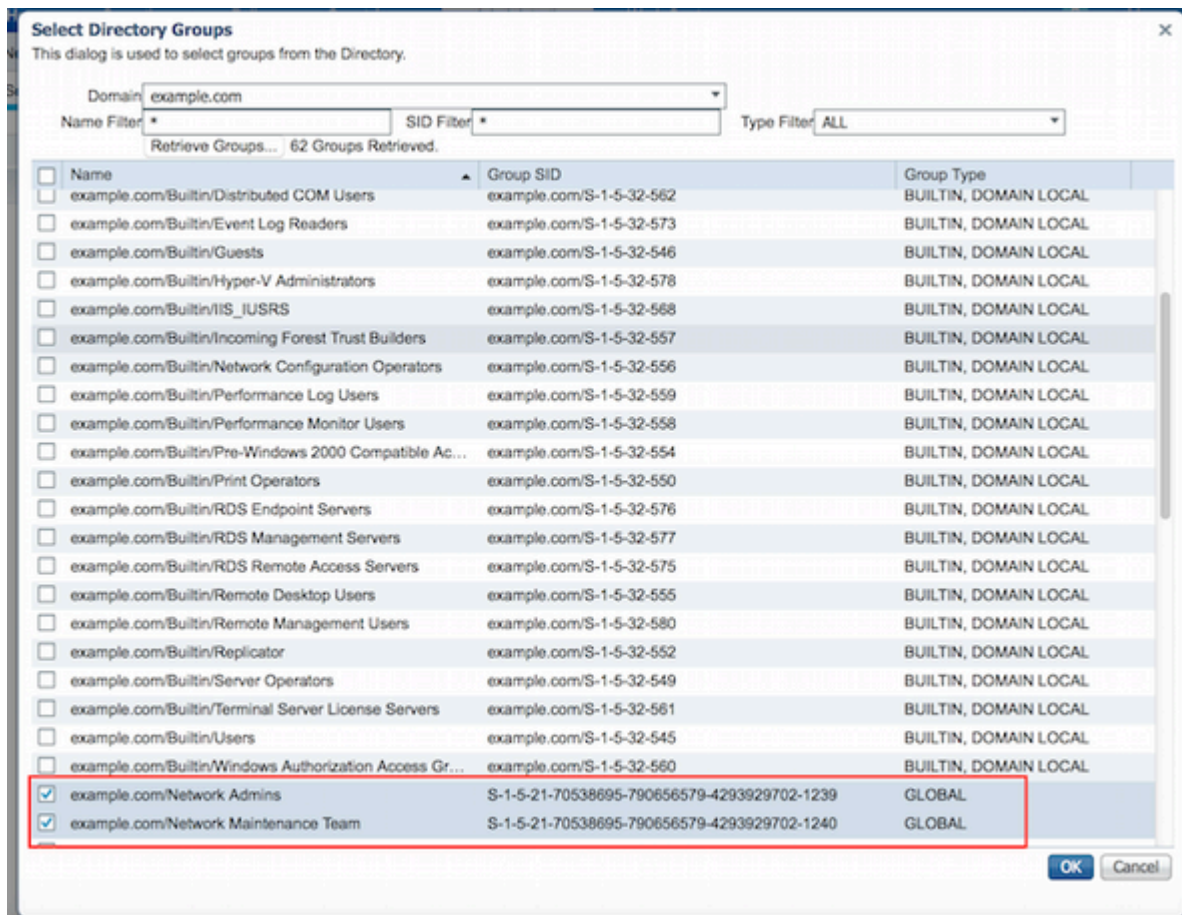 Select Directory Groups
This dialog is used to select groups from the Directory.
Domain example.com
Name Filter * SID Filter * Type Filter ALL
Retrieve Groups... 62 Groups Retrieved.
Name Group SID Group Type
example.com/Builtin/Distributed COM Users example.com/S-1-5-32-562 BUILTIN, DOMAIN LOCAL
example.com/Builtin/Event Log Readers example.com/S-1-5-32-573 BUILTIN, DOMAIN LOCAL
example.com/Builtin/Guests example.com/S-1-5-32-546 BUILTIN, DOMAIN LOCAL
example.com/Builtin/Hyper-V Administrators example.com/S-1-5-32-578 BUILTIN, DOMAIN LOCAL
example.com/Builtin/IIS_IUSRS example.com/S-1-5-32-568 BUILTIN, DOMAIN LOCAL
example.com/Builtin/Incoming Forest Trust Builders example.com/S-1-5-32-557 BUILTIN, DOMAIN LOCAL
example.com/Builtin/Network Configuration Operators example.com/S-1-5-32-556 BUILTIN, DOMAIN LOCAL
example.com/Builtin/Performance Log Users example.com/S-1-5-32-559 BUILTIN, DOMAIN LOCAL
example.com/Builtin/Performance Monitor Users example.com/S-1-5-32-558 BUILTIN, DOMAIN LOCAL
example.com/Builtin/Pre-Windows 2000 Compatible Ac... example.com/S-1-5-32-554 BUILTIN, DOMAIN LOCAL
example.com/Builtin/Print Operators example.com/S-1-5-32-550 BUILTIN, DOMAIN LOCAL
example.com/Builtin/RDS Endpoint Servers example.com/S-1-5-32-576 BUILTIN, DOMAIN LOCAL
example.com/Builtin/RDS Management Servers example.com/S-1-5-32-577 BUILTIN, DOMAIN LOCAL
example.com/Builtin/RDS Remote Access Servers example.com/S-1-5-32-575 BUILTIN, DOMAIN LOCAL
example.com/Builtin/Remote Desktop Users example.com/S-1-5-32-555 BUILTIN, DOMAIN LOCAL
example.com/Builtin/Remote Management Users example.com/S-1-5-32-580 BUILTIN, DOMAIN LOCAL
example.com/Builtin/Replicator example.com/S-1-5-32-552 BUILTIN, DOMAIN LOCAL
example.com/Builtin/Server Operators example.com/S-1-5-32-549 BUILTIN, DOMAIN LOCAL
example.com/Builtin/Terminal Server License Servers example.com/S-1-5-32-561 BUILTIN, DOMAIN LOCAL
example.com/Builtin/Users example.com/S-1-5-32-545 BUILTIN, DOMAIN LOCAL
example.com/Builtin/Windows Authorization Access Gr... example.com/S-1-5-32-560 BUILTIN, DOMAIN LOCAL
example.com/Network Admins S-1-5-21-70538695-790656579-4293929702-1239 GLOBAL
example.com/Network Maintenance Team S-1-5-21-70538695-790656579-4293929702-1240 GLOBAL
OK Cancel